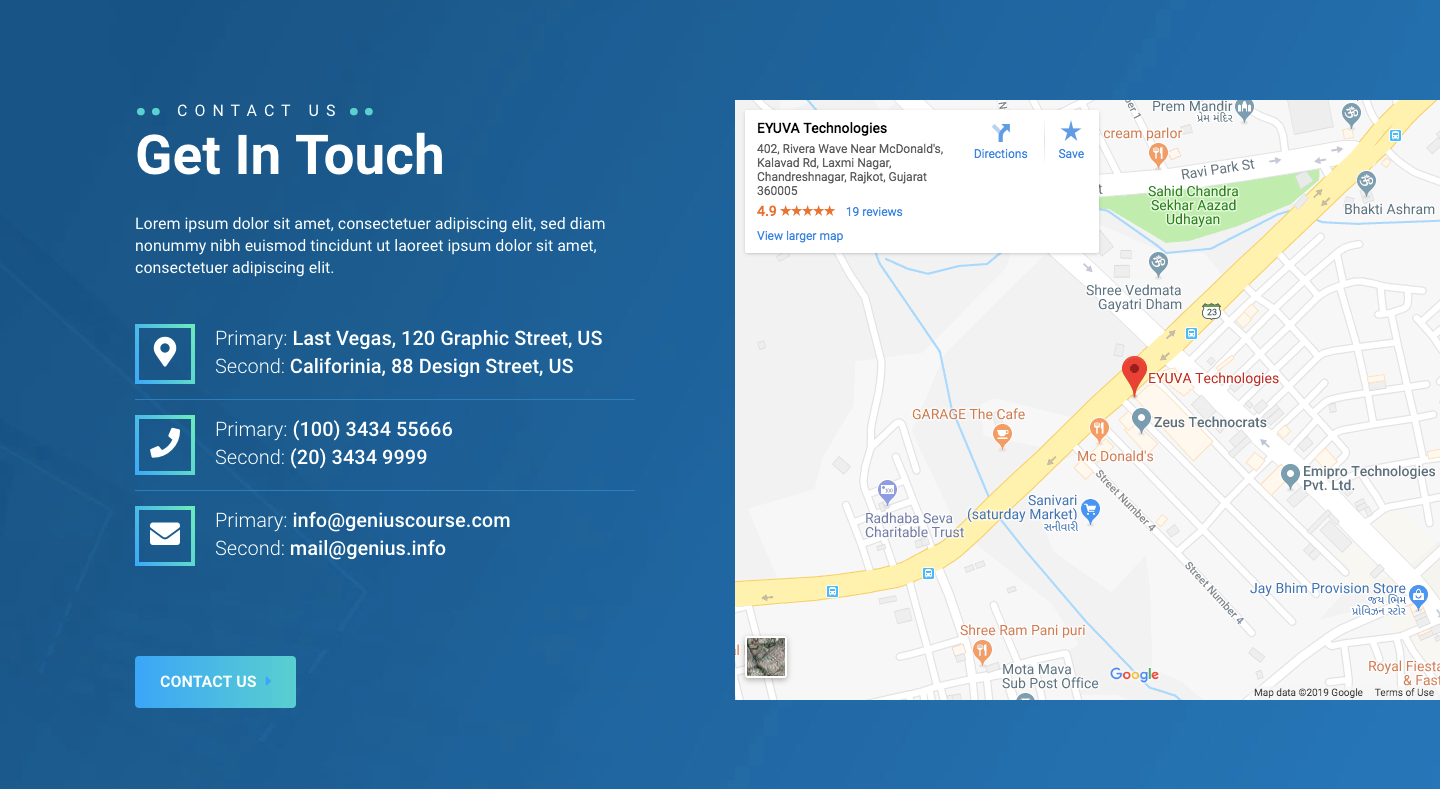 CONTACT US
Get In Touch
Lorem ipsum dolor sit amet, consectetuer adipiscing elit, sed diam
nonummy nibh euismod tincidunt ut laoreet ipsum dolor sit amet,
consectetuer adipiscing elit.
Primary: Last Vegas, 120 Graphic Street, US
Second: Califorinia, 88 Design Street, US
Primary: (100) 3434 55666
Second: (20) 3434 9999
Primary: info@geniuscourse.com
Second: mail@genius.info
CONTACT US
EYUVA Technologies
402, Rivera Wave Near McDonald's,
Kalavad Rd, Laxmi Nagar,
Chandreshnagar, Rajkot, Gujarat
360005
4.9 ★★★★★ 19 reviews
View larger map
Directions
Save
Prem Mandir
પ્રેમ મંદિર
cream parlor
Ravi Park St
Sahid Chandra
Sekhar Aazad
Udhayan
Bhakti Ashram
Shree Vedmata
Gayatri Dham
23
EYUVA Technologies
GARAGE The Cafe
Zeus Technocrats
Mc Donald's
Emipro Technologies
Pvt. Ltd.
Street Number 4
Sanivari
(saturday Market)
સનીવારી
Radhaba Seva
Charitable Trust
Street Number 4
Jay Bhim Provision Store
જય ભિમ
પ્રોવિઝન સ્ટોર
Shree Ram Pani puri
Mota Mava
Sub Post Office
Google
Royal Fiesta
& Fast
Map data ©2019 Google Terms of Use